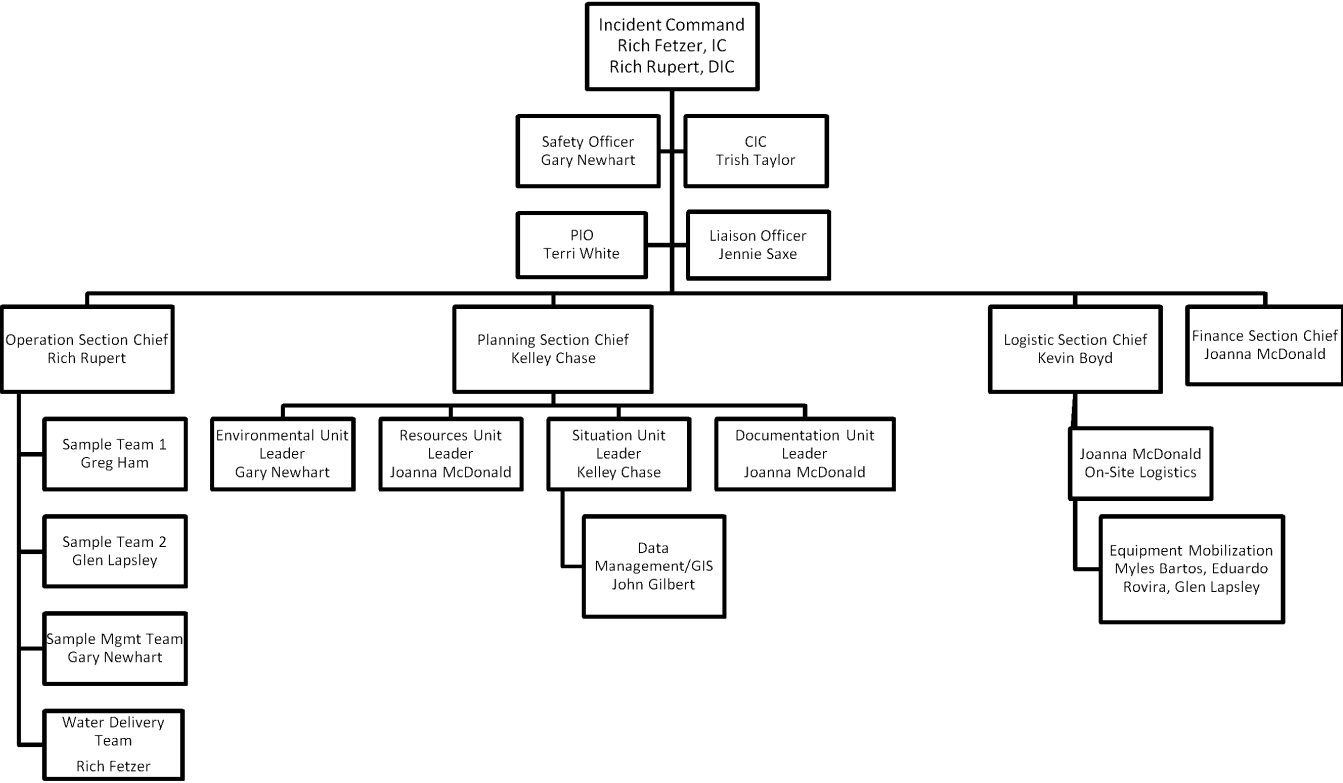 Incident Command
Rich Fetzer, IC
Rich Rupert, DIC
Safety Officer
Gary Newhart
CIC
Trish Taylor
PIO
Terri White
Liaison Officer
Jennie Saxe
Operation Section Chief
Rich Rupert
Planning Section Chief
Kelley Chase
Logistic Section Chief
Kevin Boyd
Finance Section Chief
Joanna McDonald
Sample Team 1
Greg Ham
Sample Team 2
Glen Lapsley
Sample Mgmt Team
Gary Newhart
Water Delivery
Team
Rich Fetzer
Environmental Unit
Leader
Gary Newhart
Resources Unit
Leader
Joanna McDonald
Situation Unit
Leader
Kelley Chase
Documentation Unit
Leader
Joanna McDonald
Data
Management/GIS
John Gilbert
Joanna McDonald
On-Site Logistics
Equipment Mobilization
Myles Bartos, Eduardo
Rovira, Glen Lapsley